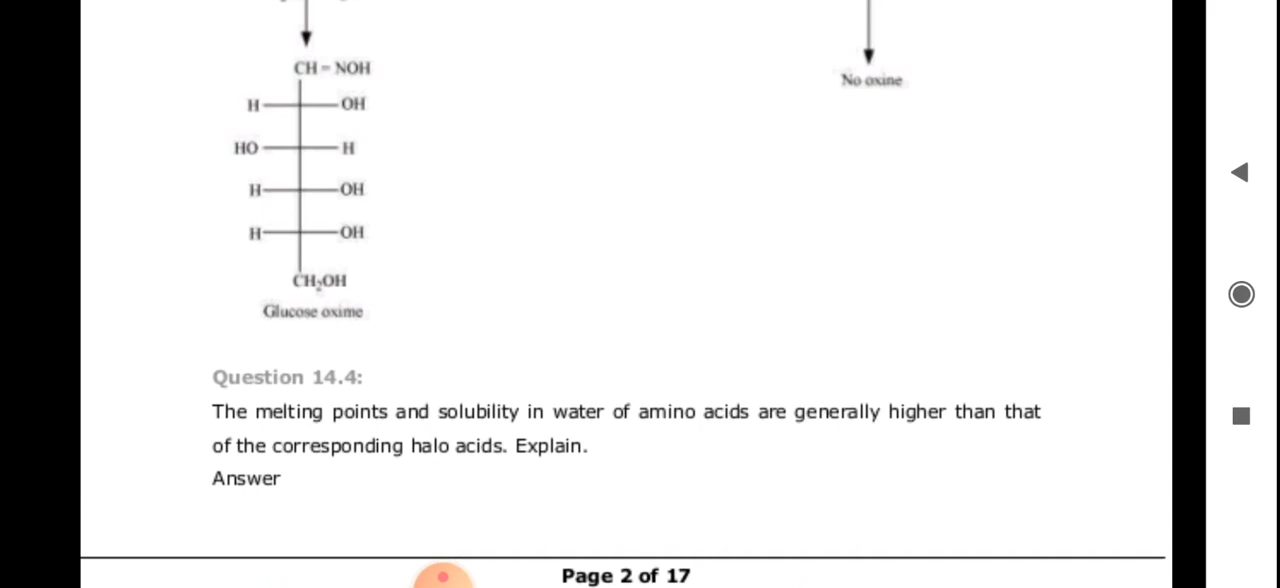 CH = NOH
No oxine
H OH
HO H
H OH
H OH
CH₂OH
Glucose oxime
Question 14.4:
The melting points and solubility in water of amino acids are generally higher than that
of the corresponding halo acids. Explain.
Answer
Page 2 of 17